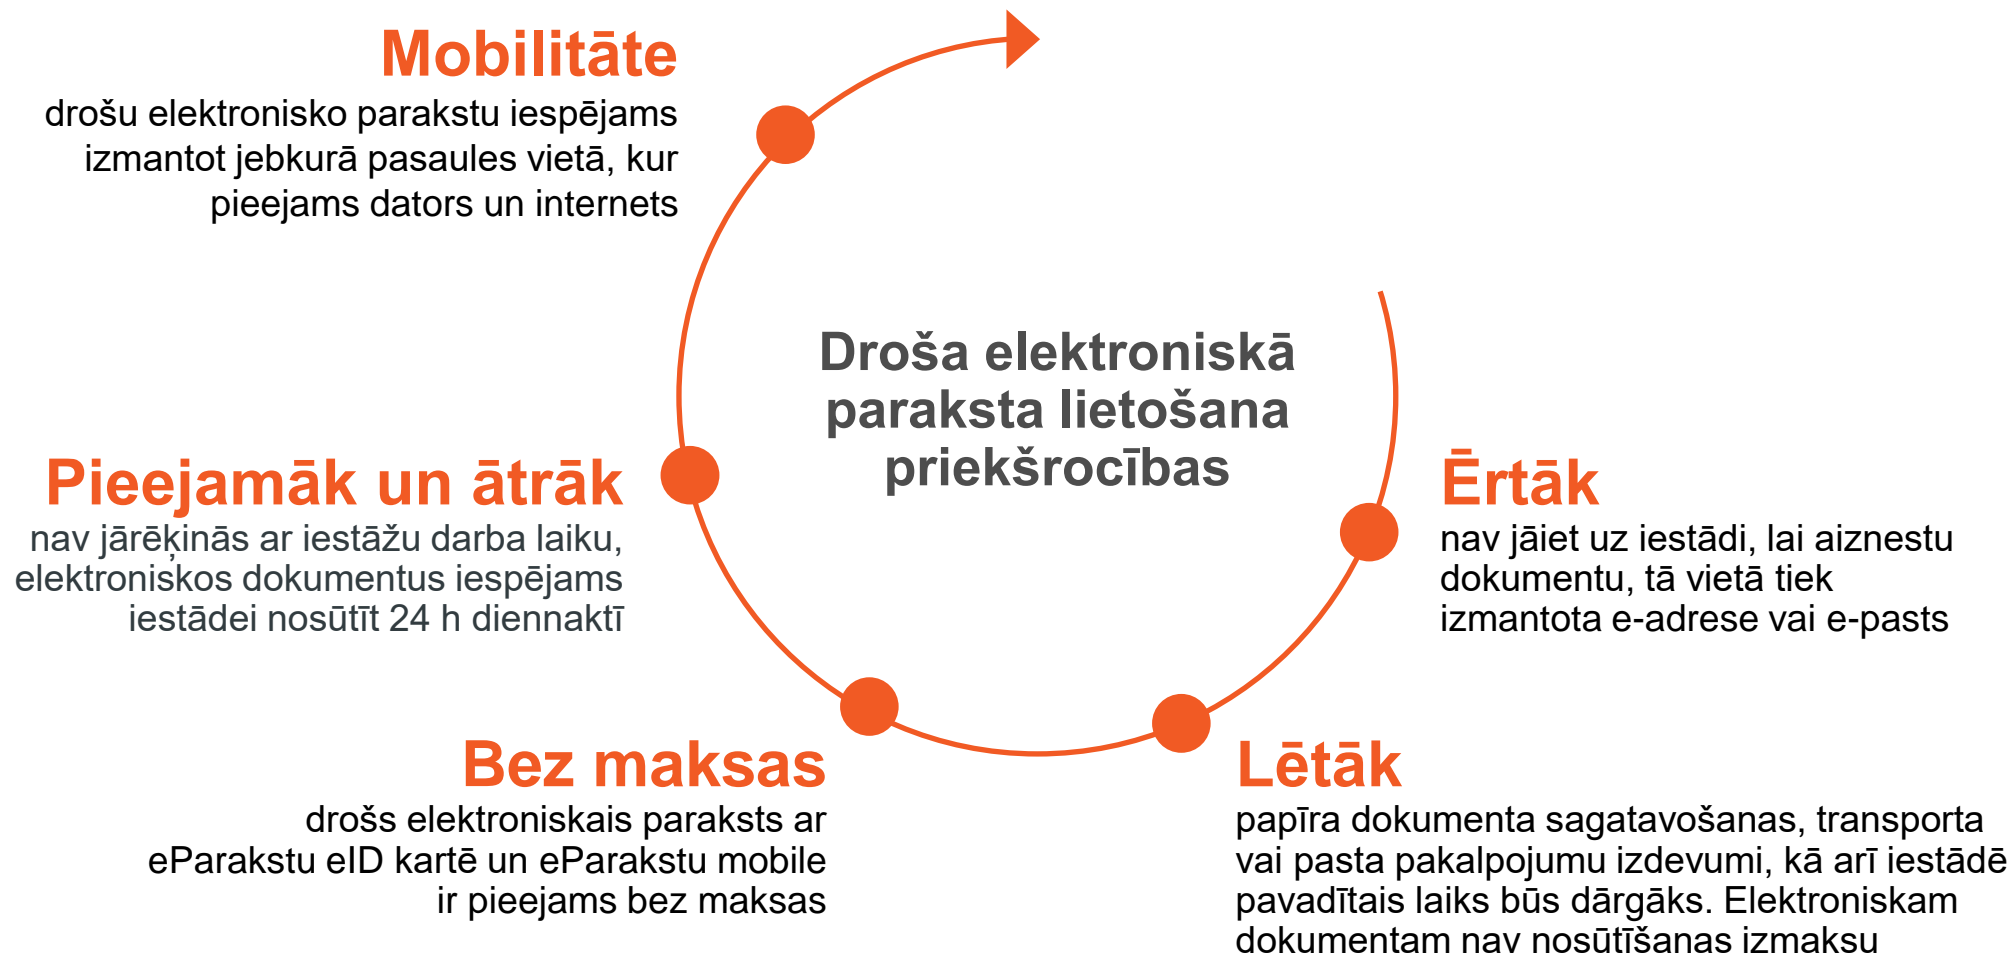 Mobilitāte
drošu elektronisko parakstu iespējams
izmantot jebkurā pasaules vietā, kur
pieejams dators un internets
Droša elektroniskā
paraksta lietošana
priekšrocības
Pieejamāk un ātrāk
nav jārēķinās ar iestāžu darba laiku,
elektroniskos dokumentus iespējams
iestādei nosūtīt 24 h diennaktī
Ērtāk
nav jāiet uz iestādi, lai aiznestu
dokumentu, tā vietā tiek
izmantota e-adrese vai e-pasts
Bez maksas
drošs elektroniskais paraksts ar
eParakstu eID kartē un eParakstu mobile
ir pieejams bez maksas
Lētāk
papīra dokumenta sagatavošanas, transporta
vai pasta pakalpojumu izdevumi, kā arī iestādē
pavadītais laiks būs dārgāks. Elektroniskam
dokumentam nav nosūtīšanas izmaksu